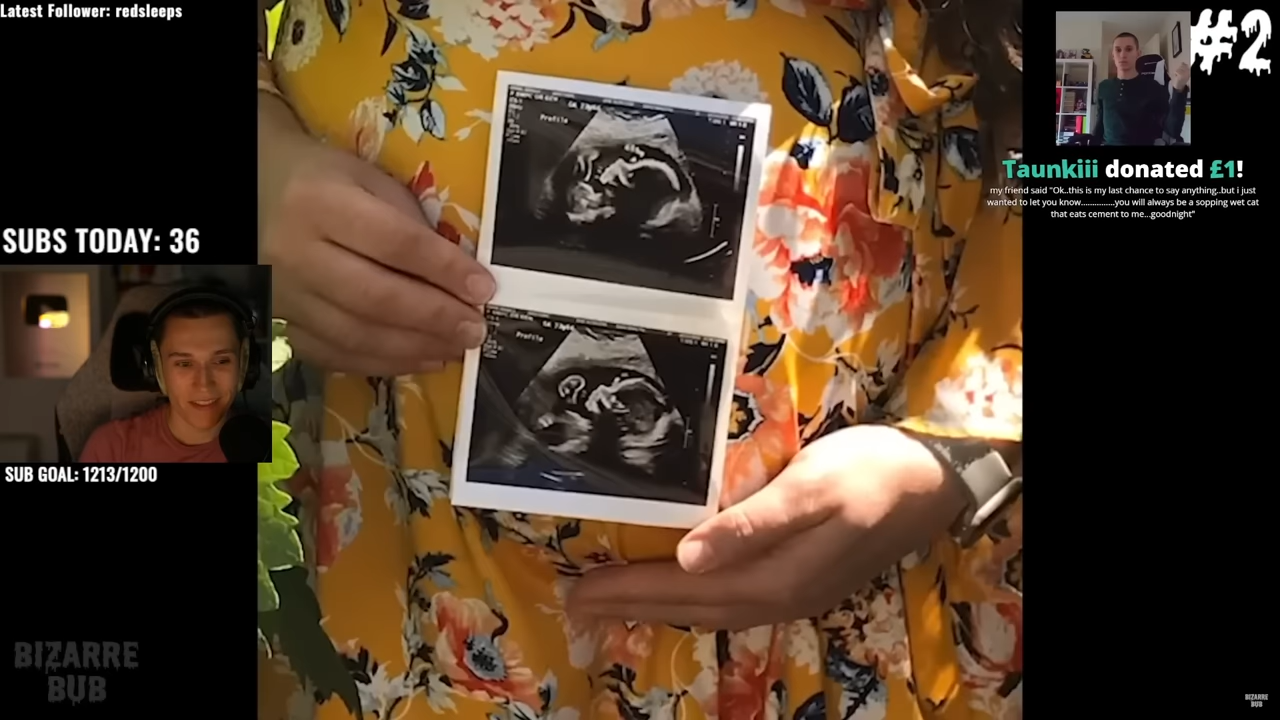 Latest Follower: redsleeps
#2
Taunkiii donated £1!
my friend said "Ok..this is my last chance to say anything..but i just
wanted to let you know...............you will always be a sopping wet cat
that eats cement to me...goodnight"
SUBS TODAY: 36
Profile
Profile
SUB GOAL: 1213/1200
BIZARRE
BUB
BIZARRE
BUB